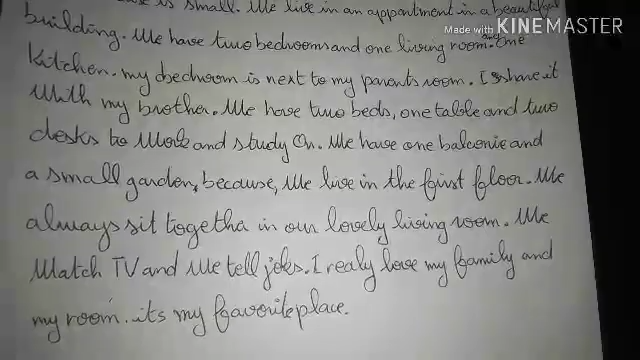 is small. We live in an appartment in a beautiful
Made with KINEMASTER
building. We have two bedrooms and one living room. and one
Kitchen. my bedroom is next to my parents room. I share it
With my brother. We have two beds, one table and two
desks to Work and study On. We have one balconie and
a small garden, because, We live in the first floor. We
always sit togetha in our lovely living room. We
Watch TV and We tell joks. I realy love my family and
my room. its my favorite place.